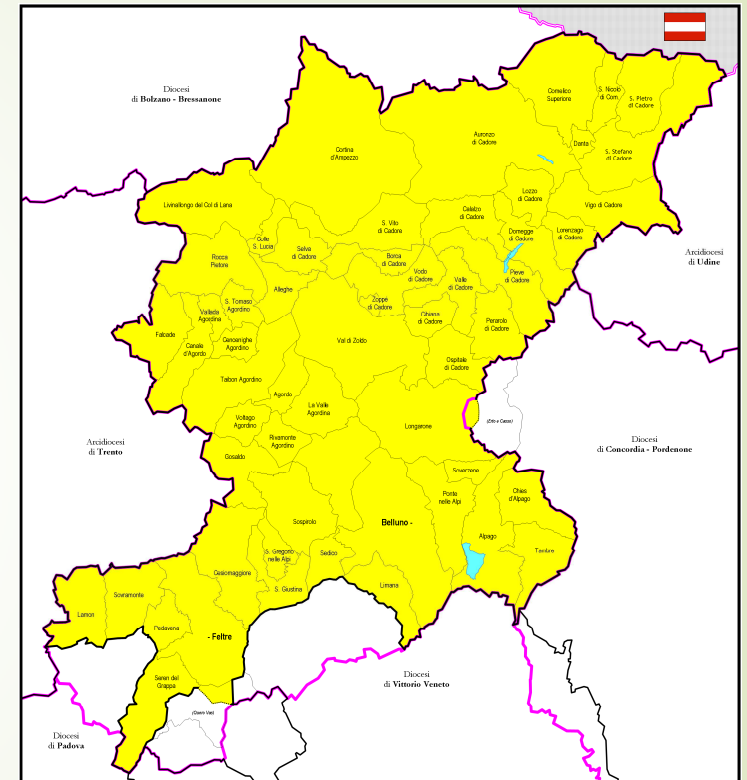 Diocesi
di Bolzano - Bressanone
Comelico
Superiore
S. Nicolò
di Com.
S. Pietro
di Cadore
Auronzo
di Cadore
Cortina
d'Ampezzo
Danta
S. Stefano
di Cadore
Lozzo
di Cadore
Livinallongo del Col di Lana
Vigo di Cadore
Calalzo
di Cadore
S. Vito
di Cadore
Domegge
di Cadore
Lorenzago
di Cadore
Colle
S. Lucia
Selva
di Cadore
Borca
di Cadore
Rocca
Pietore
Vodo
di Cadore
Valle
di Cadore
Pieve
di Cadore
Arcidiocesi
di Udine
Alleghe
S. Tomaso
Agordino
Zoppè
di Cadore
Vallada
Agordina
Cibiana
di Cadore
Perarolo
di Cadore
Falcade
Canale
d'Agordo
Cencenighe
Agordino
Val di Zoldo
Ospitale
di Cadore
Taibon Agordino
Agordo
La Valle
Agordina
Voltago
Agordino
Longarone
(Erto e Casso)
Rivamonte
Agordino
Arcidiocesi
di Trento
Diocesi
di Concordia - Pordenone
Gosaldo
Soverzene
Ponte
nelle Alpi
Chies
d'Alpago
Sospirolo
Belluno -
Alpago
Tambre
S. Gregorio
nelle Alpi
Sedico
Cesiomaggiore
S. Giustina
Limana
Sovramonte
Lamon
Pedavena
- Feltre
Seren del
Grappa
Diocesi
di Vittorio Veneto
(Quero Vas)
Diocesi
di Padova